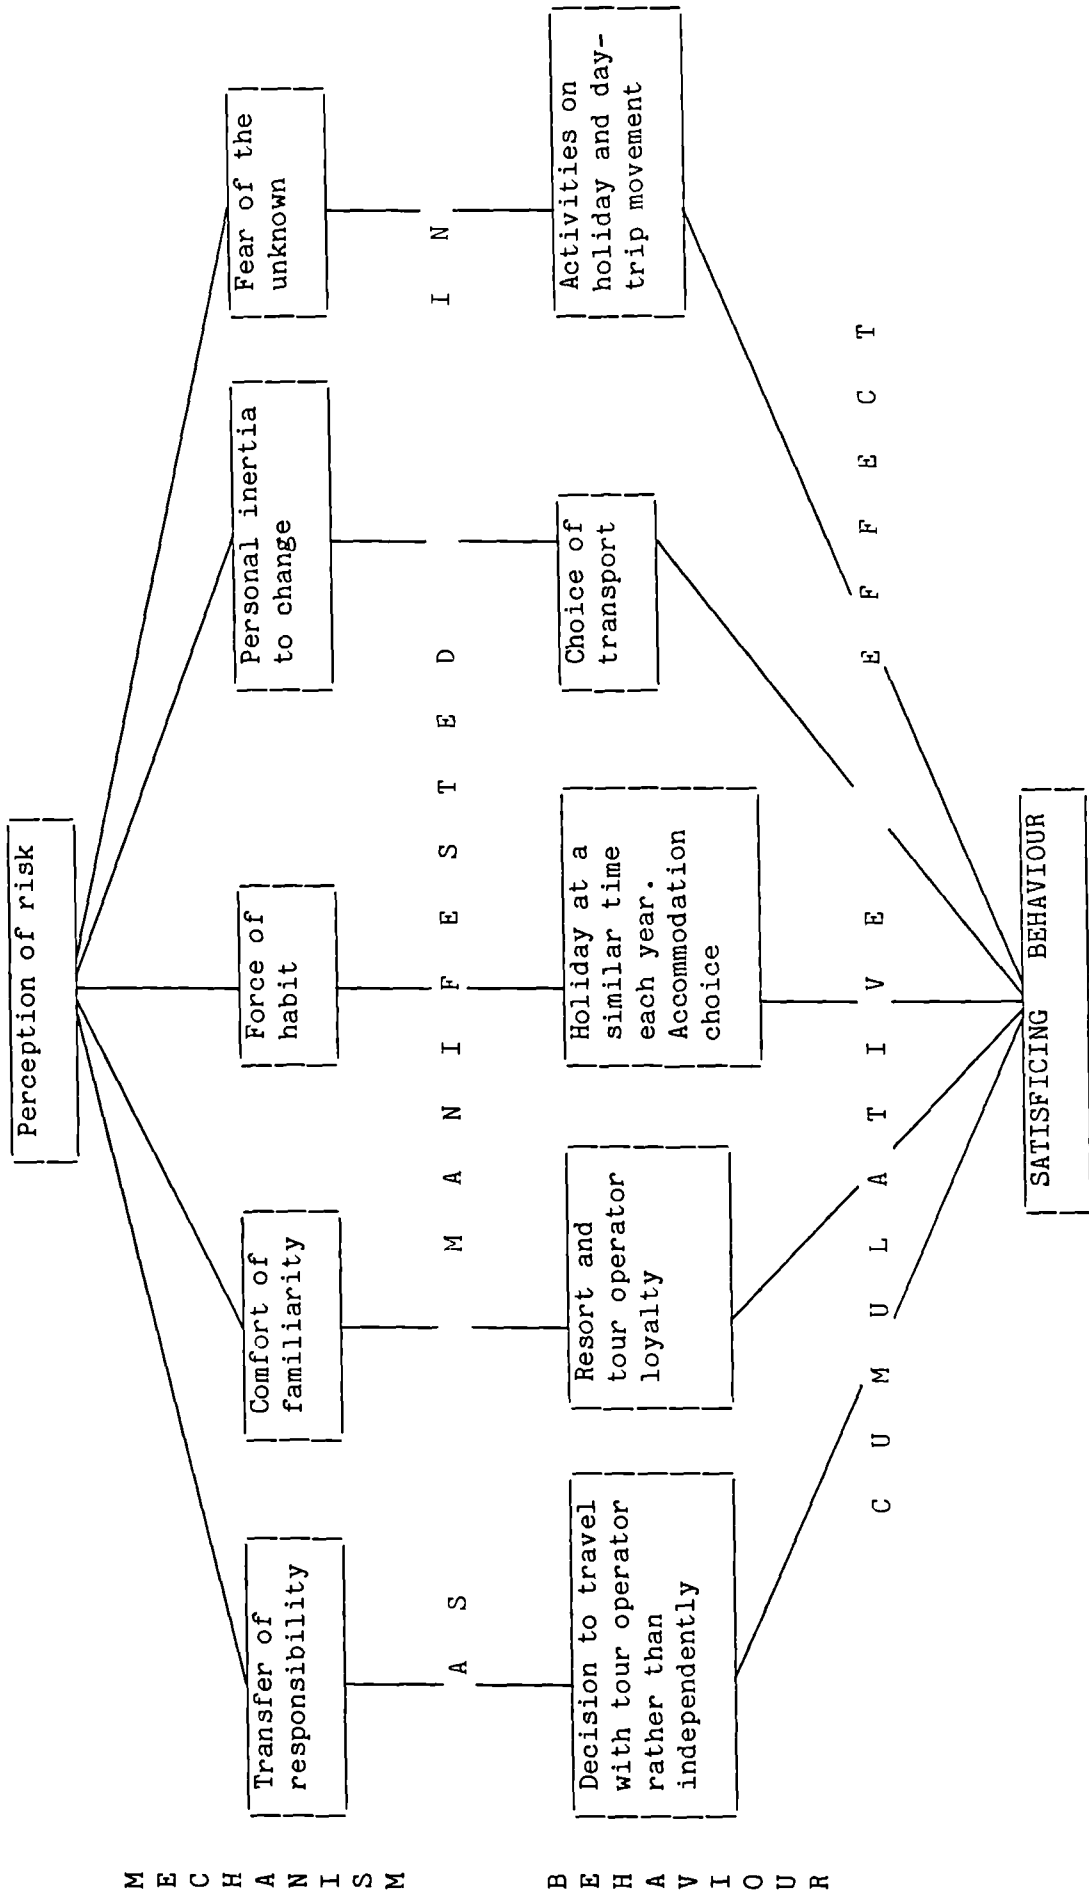 Perception of risk
MECHANISM
Transfer of
responsibility
Comfort of
familiarity
Force of
habit
Personal inertia
to change
Fear of the
unknown
AS MANIFESTED IN
BEHAVIOUR
Decision to travel
with tour operator
rather than
independently
Resort and
tour operator
loyalty
Holiday at a
similar time
each year.
Accommodation
choice
Choice of
transport
Activities on
holiday and day-
trip movement
CUMULATIVE EFFECT
SATISFICING BEHAVIOUR